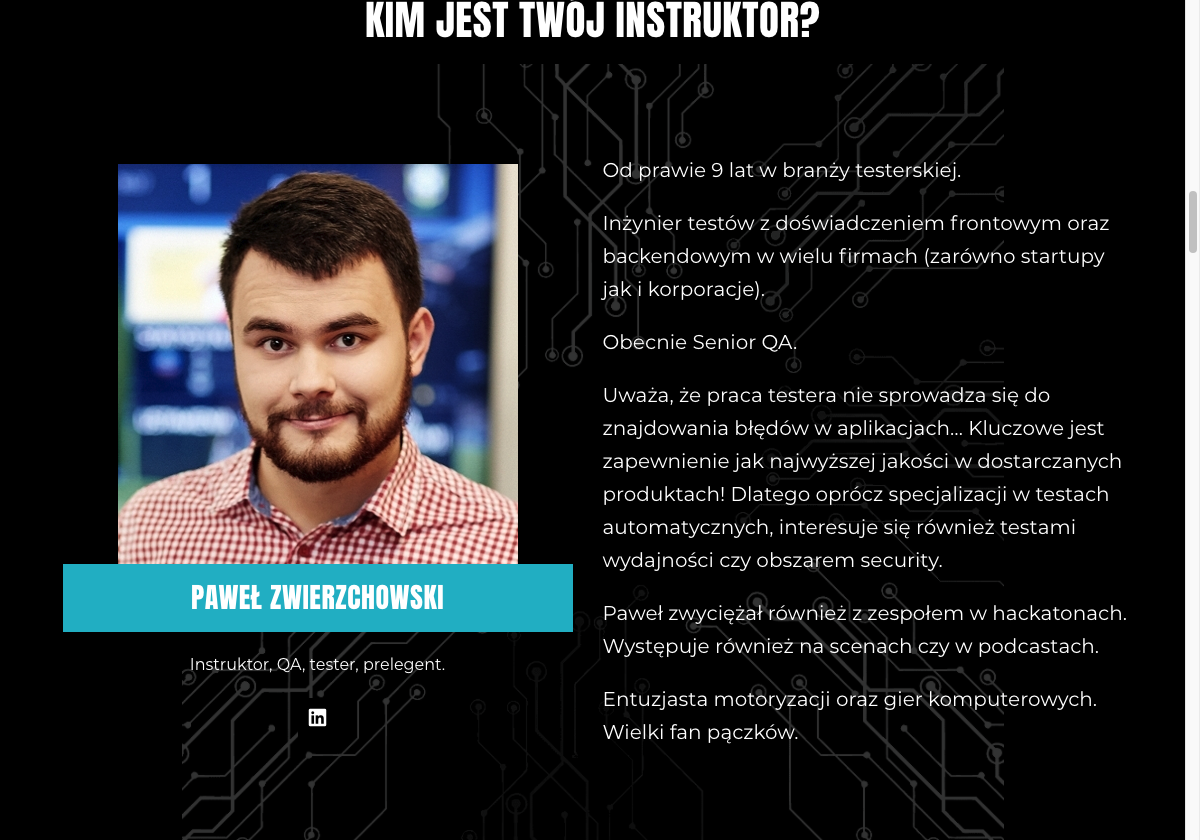 KIM JEST TWÓJ INSTRUKTOR?
Od prawie 9 lat w branży testerskiej.
Inżynier testów z doświadczeniem frontowym oraz
backendowym w wielu firmach (zarówno startupy
jak i korporacje).
Obecnie Senior QA.
Uważa, że praca testera nie sprowadza się do
znajdowania błędów w aplikacjach... Kluczowe jest
zapewnienie jak najwyższej jakości w dostarczanych
produktach! Dlatego oprócz specjalizacji w testach
automatycznych, interesuje się również testami
wydajności czy obszarem security.
Paweł zwyciężał również z zespołem w hackatonach.
Występuje również na scenach czy w podcastach.
Entuzjasta motoryzacji oraz gier komputerowych.
Wielki fan pączków.
PAWEŁ ZWIERZCHOWSKI
Instruktor, QA, tester, prelegent.
in